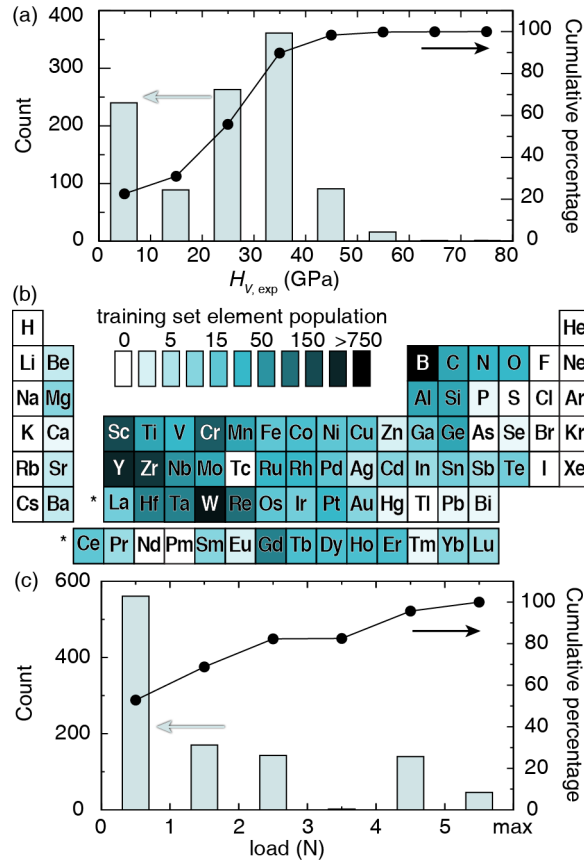 (a)
400
300
200
100
0
Count
100
80
60
40
20
0
Cumulative percentage
0 10 20 30 40 50 60 70 80
H_V, exp (GPa)
(b)
training set element population
0 5 15 50 150 >750
H He
Li Be B C N O F Ne
Na Mg Al Si P S Cl Ar
K Ca Sc Ti V Cr Mn Fe Co Ni Cu Zn Ga Ge As Se Br Kr
Rb Sr Y Zr Nb Mo Tc Ru Rh Pd Ag Cd In Sn Sb Te I Xe
Cs Ba * La Hf Ta W Re Os Ir Pt Au Hg Tl Pb Bi
* Ce Pr Nd Pm Sm Eu Gd Tb Dy Ho Er Tm Yb Lu
(c)
600
400
200
0
Count
100
80
60
40
20
0
Cumulative percentage
0 1 2 3 4 5 max
load (N)